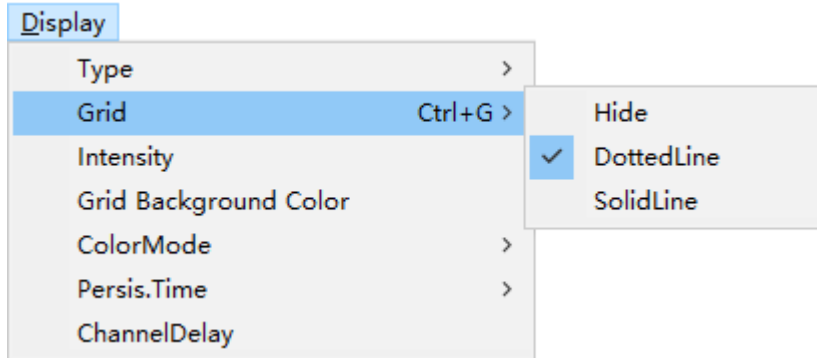 Display
Type
Grid Ctrl+G
Hide
Intensity
DottedLine
Grid Background Color
SolidLine
ColorMode
Persis.Time
ChannelDelay